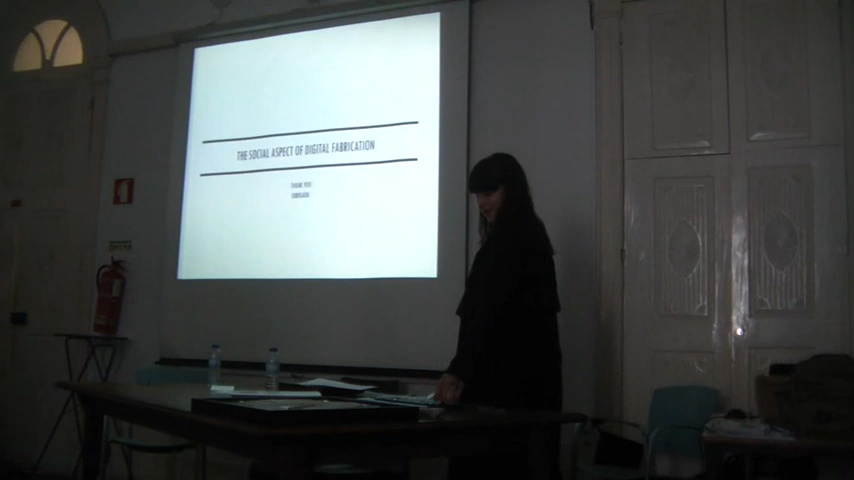 THE SOCIAL ASPECT OF DIGITAL FABRICATION
THANK YOU
OBRIGADA